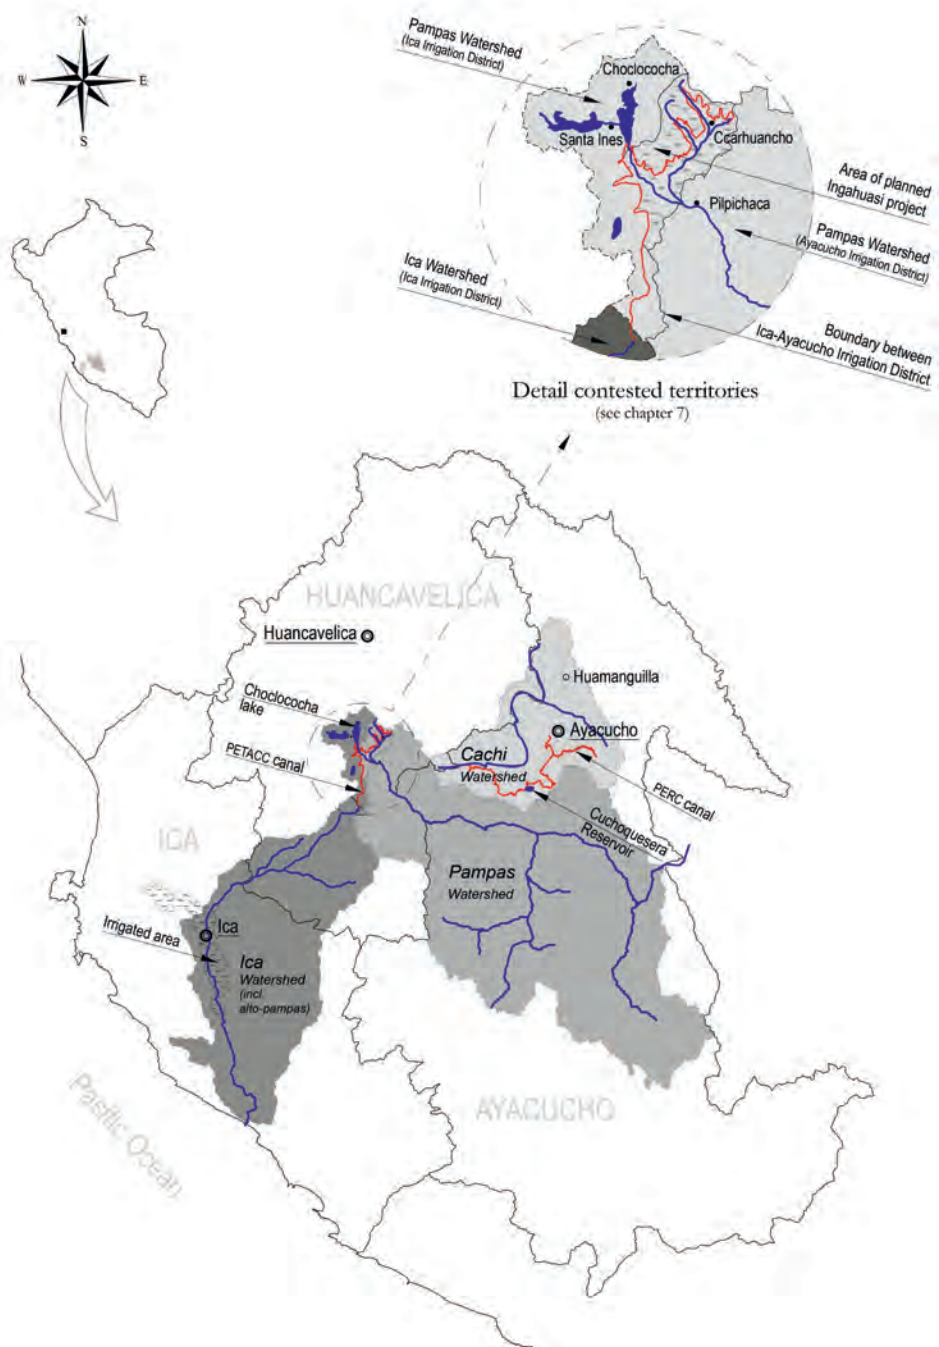 N
W
E
S
Pampas Watershed
(Ica Irrigation District)
Choclococha
Santa Ines
Ccarhuancho
Pilpichaca
Area of planned
Ingahuasi project
Pampas Watershed
(Ayacucho Irrigation District)
Ica Watershed
(Ica Irrigation District)
Boundary between
Ica-Ayacucho Irrigation District
Detail contested territories
(see chapter 7)
HUANCAVELICA
Huancavelica
Huamanguilla
Choclococha
lake
Ayacucho
Cachi
Watershed
PETACC canal
PERC canal
Cuchoquesera
Reservoir
ICA
Pampas
Watershed
Irrigated area
Ica
Ica
Watershed
(incl.
alto-pampas)
AYACUCHO
Pasific Ocean